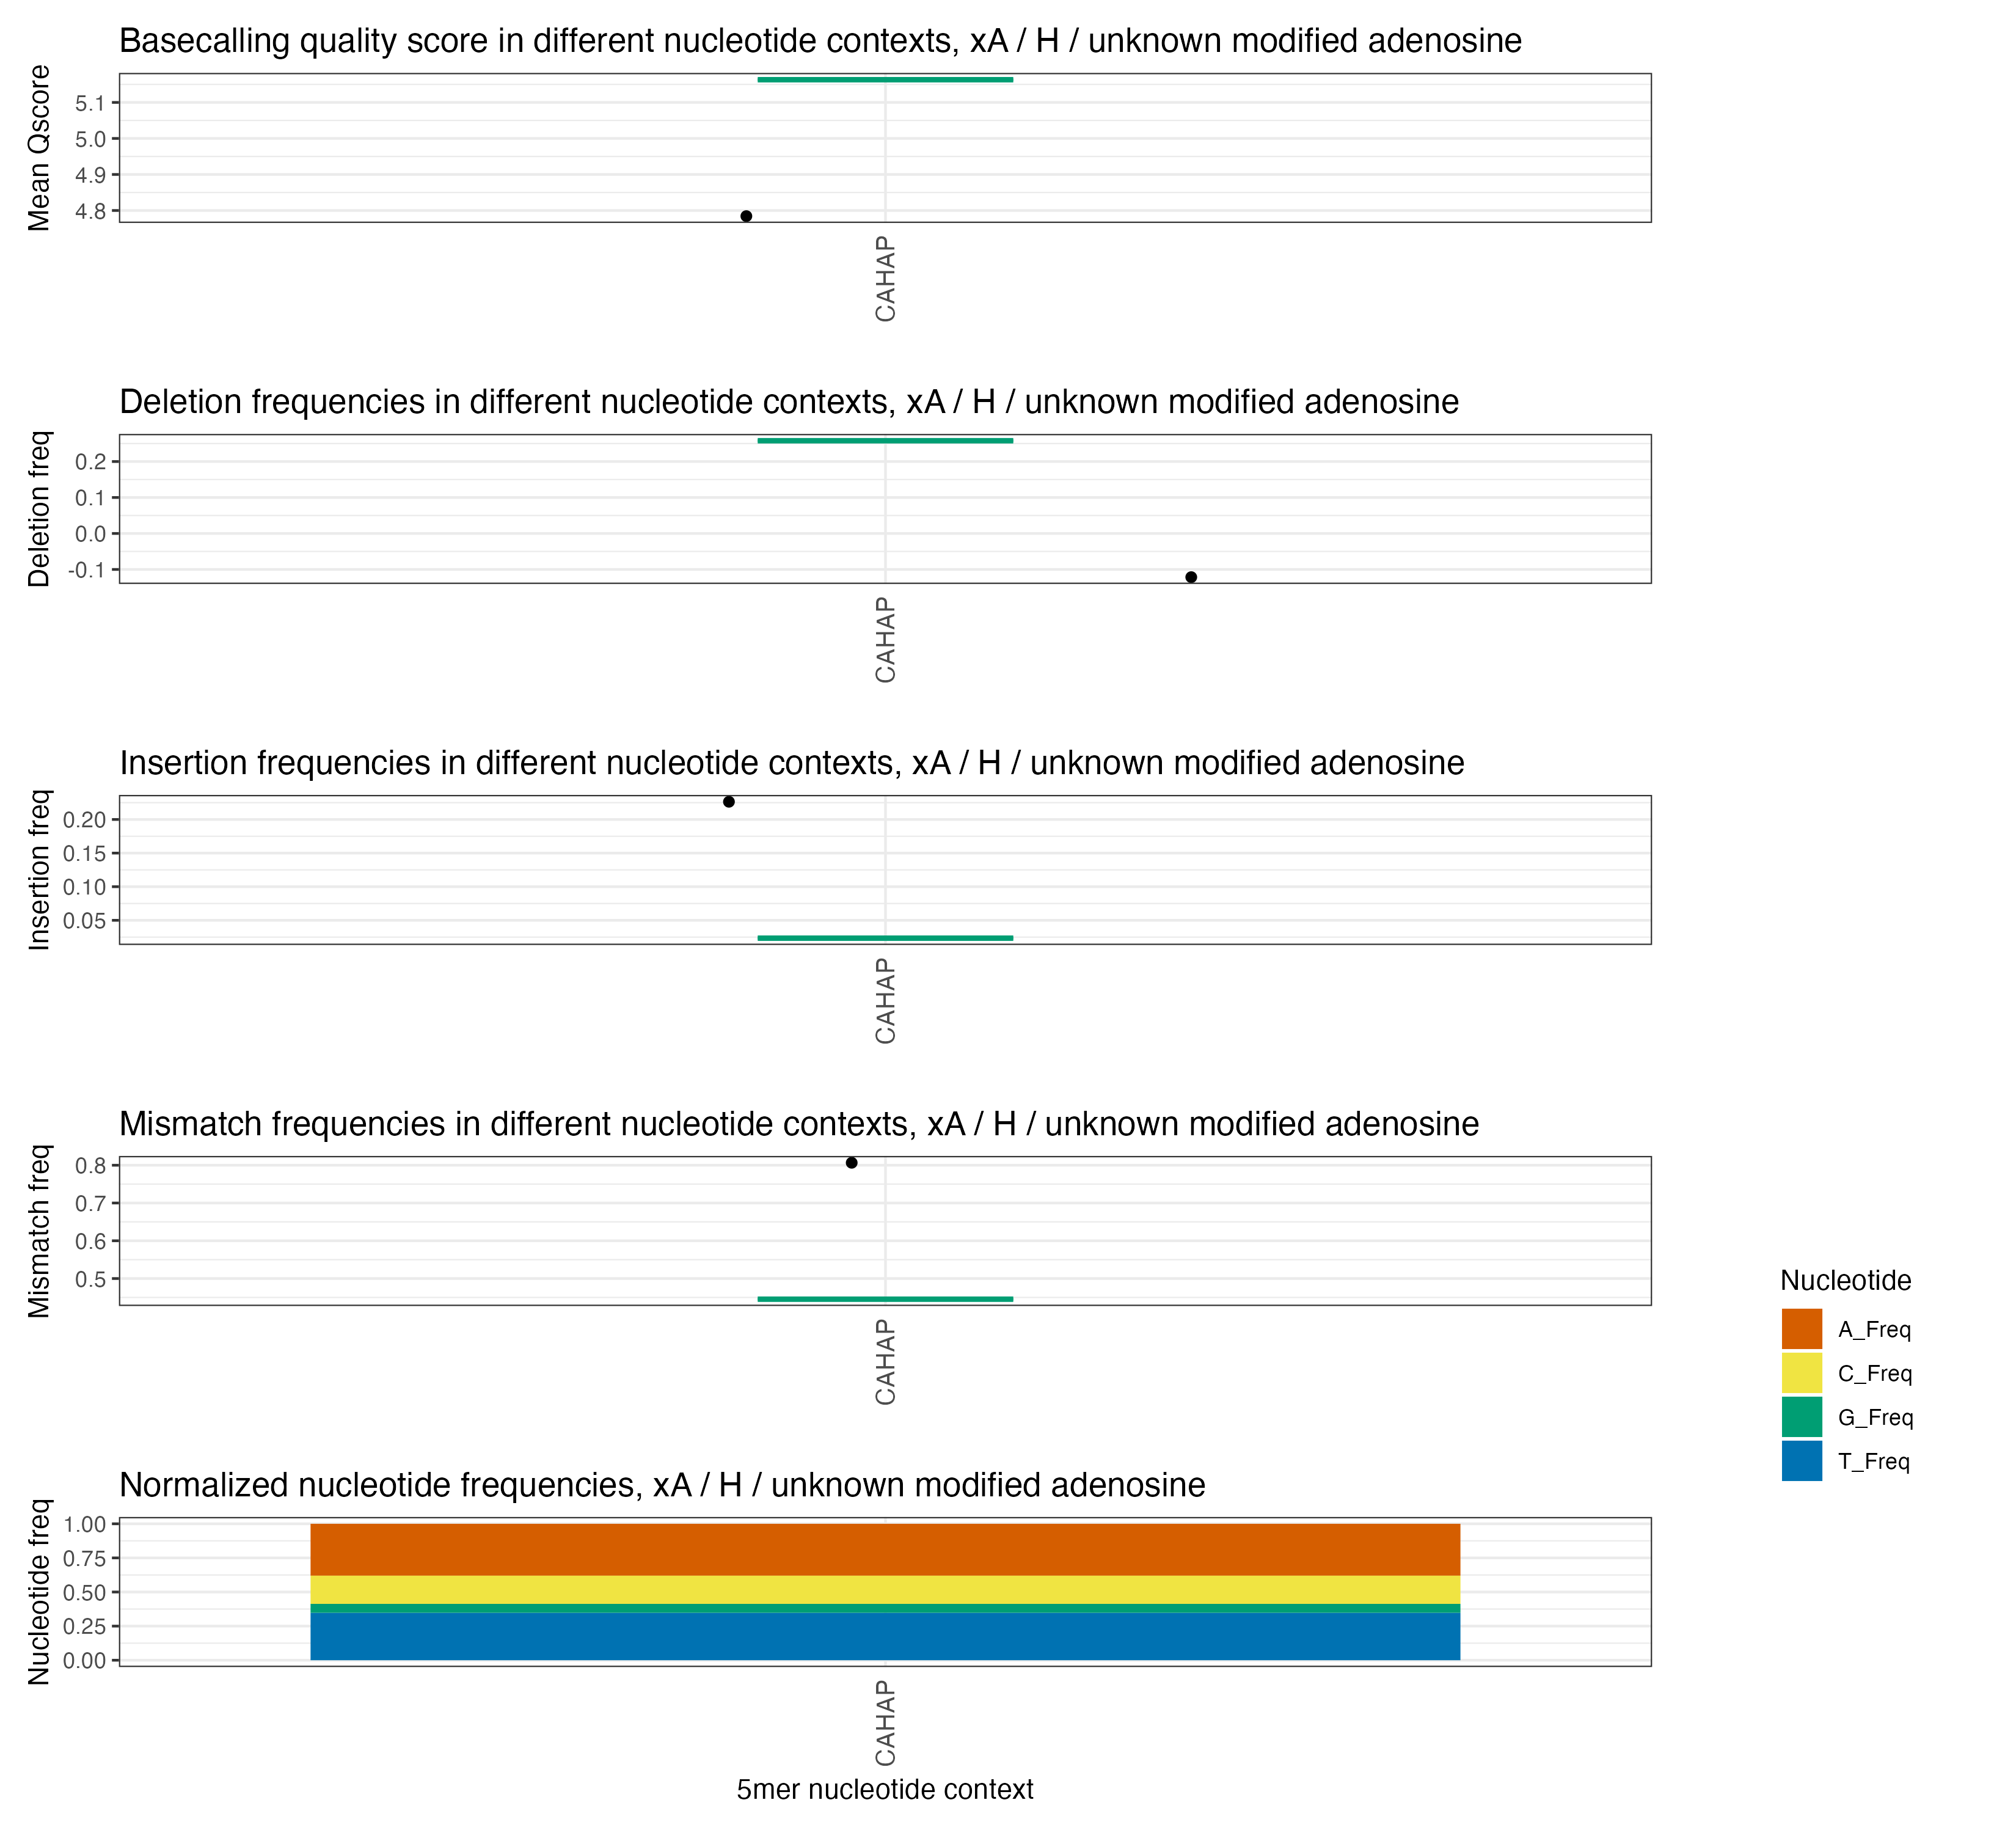 Basecalling quality score in different nucleotide contexts, xA / H / unknown modified adenosine
Mean Qscore
5.1
5.0
4.9
4.8
CAHAP
Deletion frequencies in different nucleotide contexts, xA / H / unknown modified adenosine
Deletion freq
0.2
0.1
0.0
-0.1
CAHAP
Insertion frequencies in different nucleotide contexts, xA / H / unknown modified adenosine
Insertion freq
0.20
0.15
0.10
0.05
CAHAP
Mismatch frequencies in different nucleotide contexts, xA / H / unknown modified adenosine
Mismatch freq
0.8
0.7
0.6
0.5
CAHAP
Nucleotide
A_Freq
C_Freq
G_Freq
T_Freq
Normalized nucleotide frequencies, xA / H / unknown modified adenosine
Nucleotide freq
1.00
0.75
0.50
0.25
0.00
CAHAP
5mer nucleotide context